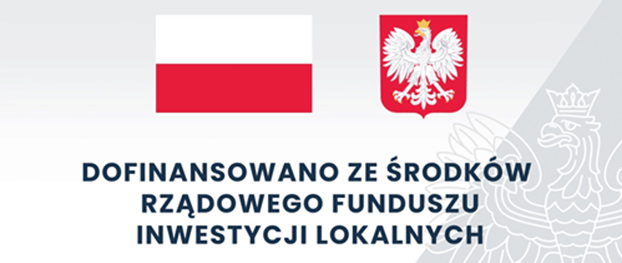 DOFINANSOWANO ZE ŚRODKÓW
RZĄDOWEGO FUNDUSZU
INWESTYCJI LOKALNYCH